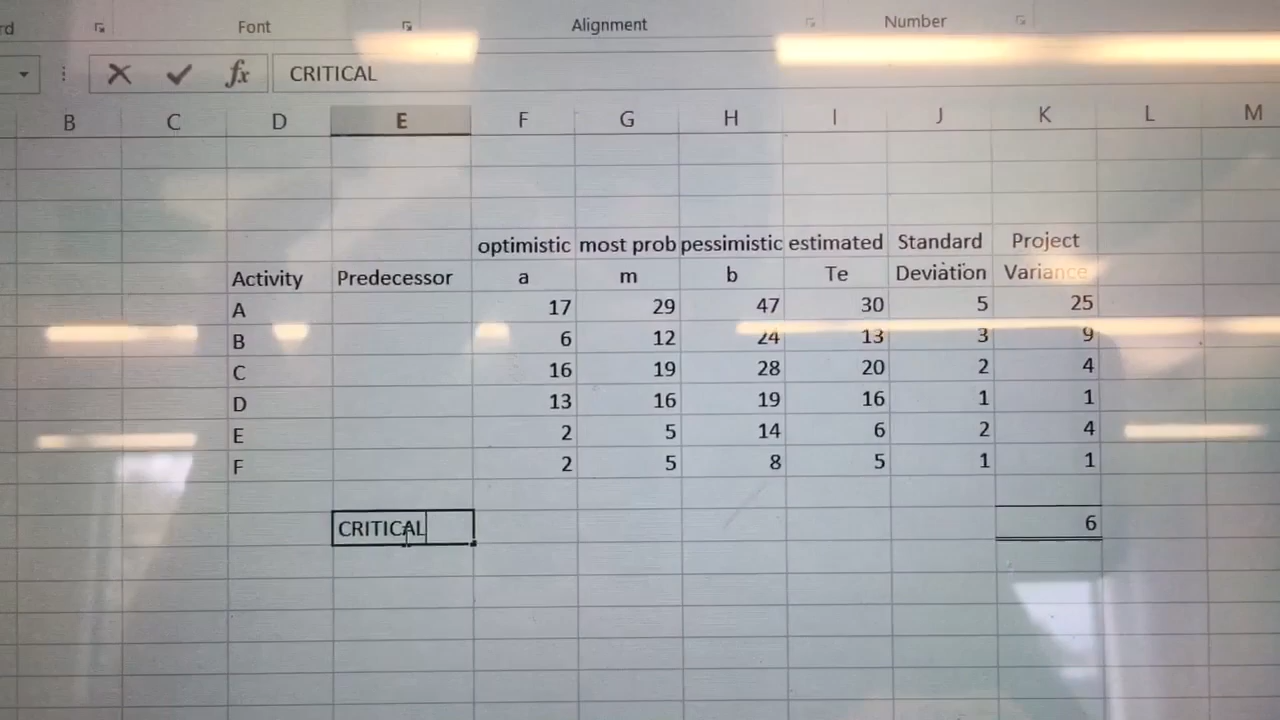 rd Font Alignment Number
fx CRITICAL
B C D E F G H I J K L M
optimistic most prob pessimistic estimated Standard Project
Activity Predecessor a m b Te Deviation Variance
A 17 29 47 30 5 25
B 6 12 24 13 3 9
C 16 19 28 20 2 4
D 13 16 19 16 1 1
E 2 5 14 6 2 4
F 2 5 8 5 1 1
CRITICAL 6